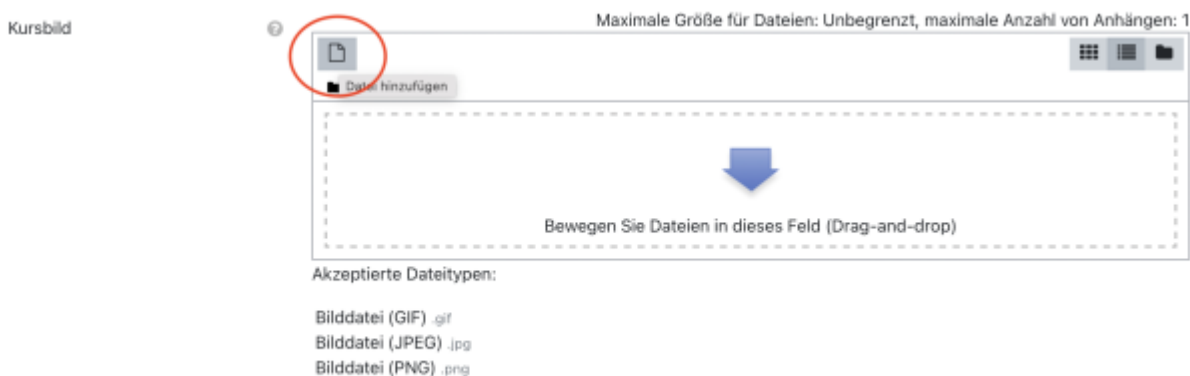 Maximale Größe für Dateien: Unbegrenzt, maximale Anzahl von Anhängen: 1
Kursbild
Datei hinzufügen
Bewegen Sie Dateien in dieses Feld (Drag-and-drop)
Akzeptierte Dateitypen:
Bilddatei (GIF) .gif
Bilddatei (JPEG) .jpg
Bilddatei (PNG) .png